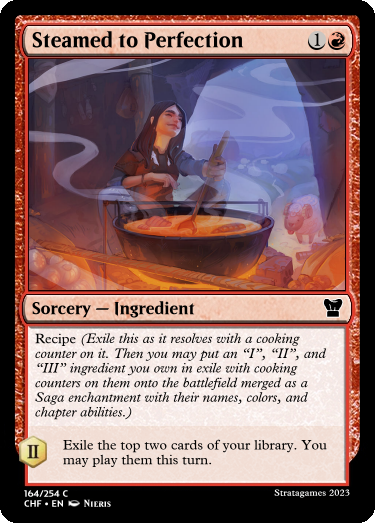 Steamed to Perfection 1
Sorcery — Ingredient
Recipe (Exile this as it resolves with a cooking
counter on it. Then you may put an “I”, “II”, and
“III” ingredient you own in exile with cooking
counters on them onto the battlefield merged as a
Saga enchantment with their names, colors, and
chapter abilities.)
II Exile the top two cards of your library. You
may play them this turn.
164/254 C
CHF • EN Nieris
Stratagames 2023